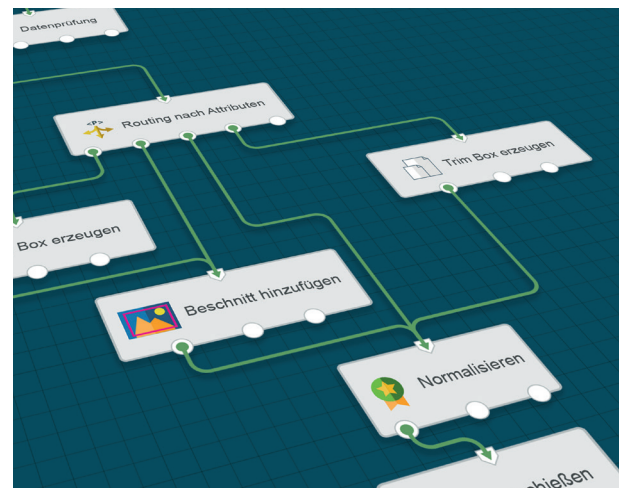 Datenprüfung
<P>
Routing nach Attributen
Trim Box erzeugen
Box erzeugen
Beschnitt hinzufügen
Normalisieren